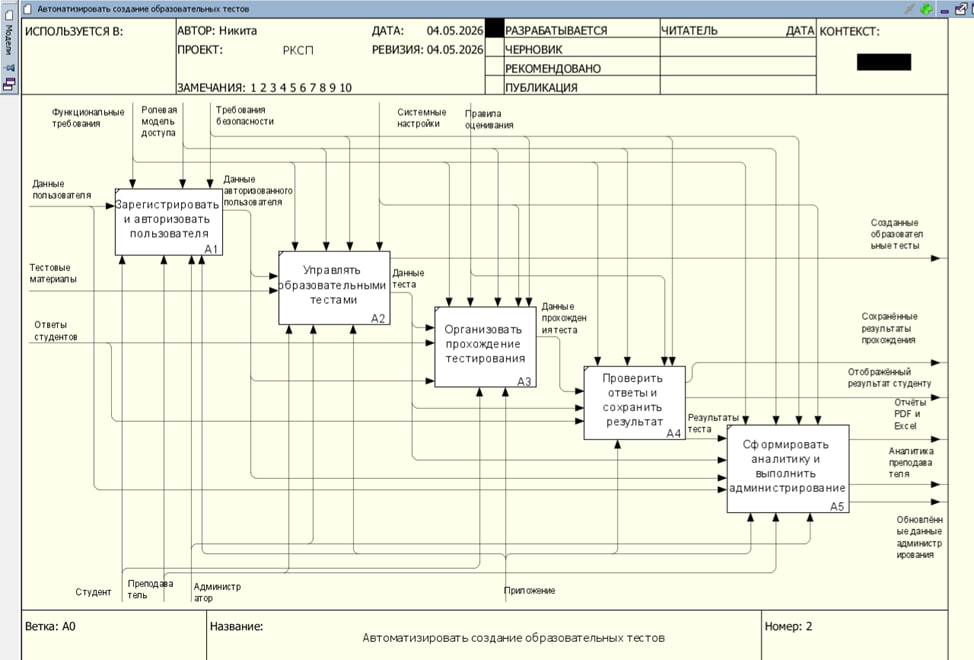 Автоматизировать создание образовательных тестов
Модели
ИСПОЛЬЗУЕТСЯ В:
АВТОР: Никита
ДАТА: 04.05.2026
ПРОЕКТ: РКСП
РЕВИЗИЯ: 04.05.2026
ЗАМЕЧАНИЯ: 1 2 3 4 5 6 7 8 9 10
РАЗРАБАТЫВАЕТСЯ
ЧЕРНОВИК
РЕКОМЕНДОВАНО
ПУБЛИКАЦИЯ
ЧИТАТЕЛЬ
ДАТА
КОНТЕКСТ:
Функциональные
требования
Ролевая
модель
доступа
Требования
безопасности
Системные
настройки
Правила
оценивания
Данные
пользователя
Зарегистрировать
и авторизовать
пользователя
A1
Данные
авторизованного
пользователя
Тестовые
материалы
Управлять
образовательными
тестами
A2
Данные
теста
Ответы
студентов
Организовать
прохождение
тестирования
A3
Данные
прохожден
ия теста
Проверить
ответы и
сохранить
результат
A4
Результаты
теста
Сформировать
аналитику и
выполнить
администрирование
A5
Созданные
образовател
ьные тесты
Сохранённые
результаты
прохождения
Отображённый
результат студенту
Отчёты
PDF и
Excel
Аналитика
преподава
теля
Обновлённ
ые данные
админист
рирования
Студент
Преподава
тель
Администр
атор
Приложение
Ветка: A0
Название:
Автоматизировать создание образовательных тестов
Номер: 2